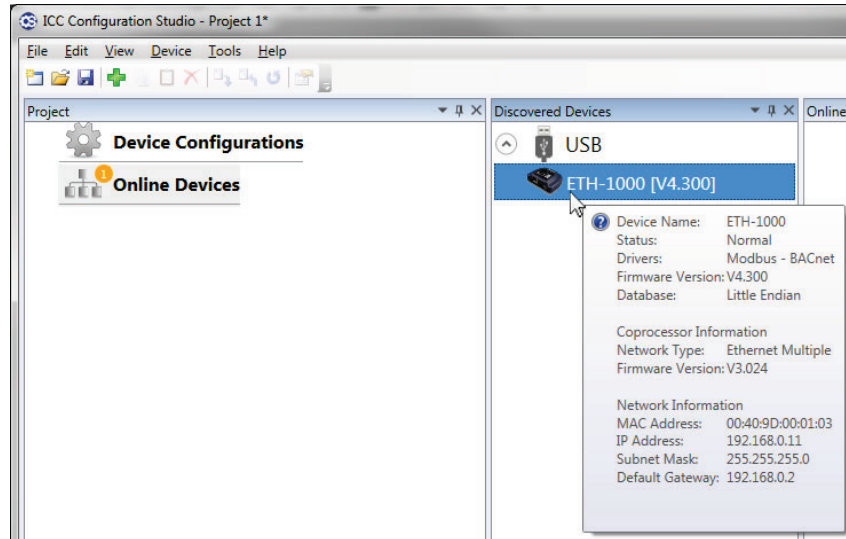 ICC Configuration Studio - Project 1*
File Edit View Device Tools Help
Project
Device Configurations
1
Online Devices
Discovered Devices
USB
ETH-1000 [V4.300]
Device Name: ETH-1000
Status: Normal
Drivers: Modbus - BACnet
Firmware Version: V4.300
Database: Little Endian
Coprocessor Information
Network Type: Ethernet Multiple
Firmware Version: V3.024
Network Information
MAC Address: 00:40:9D:00:01:03
IP Address: 192.168.0.11
Subnet Mask: 255.255.255.0
Default Gateway: 192.168.0.2
Online